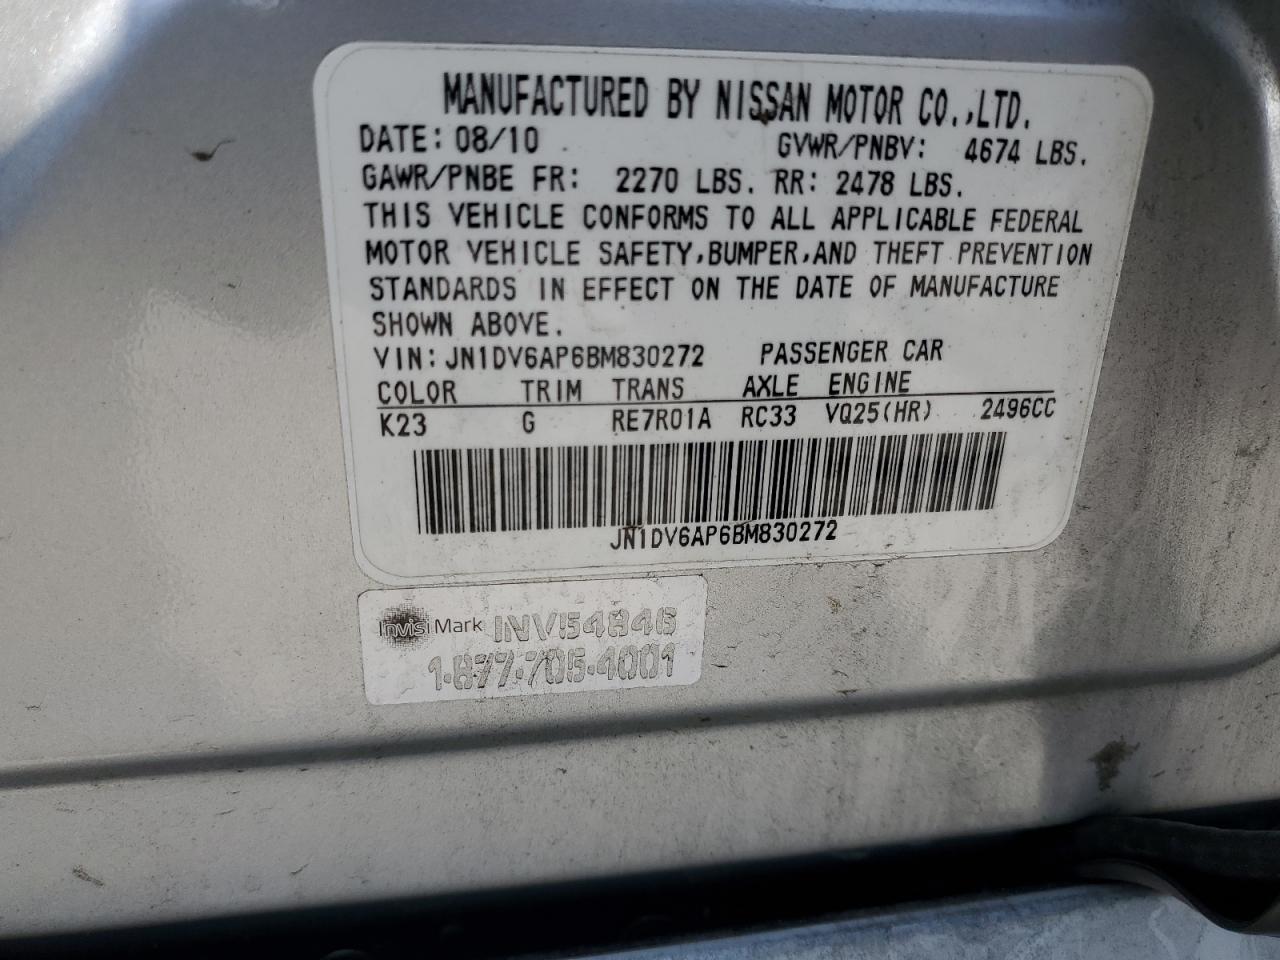 MANUFACTURED BY NISSAN MOTOR CO.,LTD.
DATE: 08/10 GVWR/PNBV: 4674 LBS.
GAWR/PNBE FR: 2270 LBS. RR: 2478 LBS.
THIS VEHICLE CONFORMS TO ALL APPLICABLE FEDERAL
MOTOR VEHICLE SAFETY,BUMPER,AND THEFT PREVENTION
STANDARDS IN EFFECT ON THE DATE OF MANUFACTURE
SHOWN ABOVE.
VIN: JN1DV6AP6BM830272 PASSENGER CAR
COLOR TRIM TRANS AXLE ENGINE
K23 G RE7R01A RC33 VQ25(HR) 2496CC
JN1DV6AP6BM830272
InvisiMark INV54846
1-877-705-4001